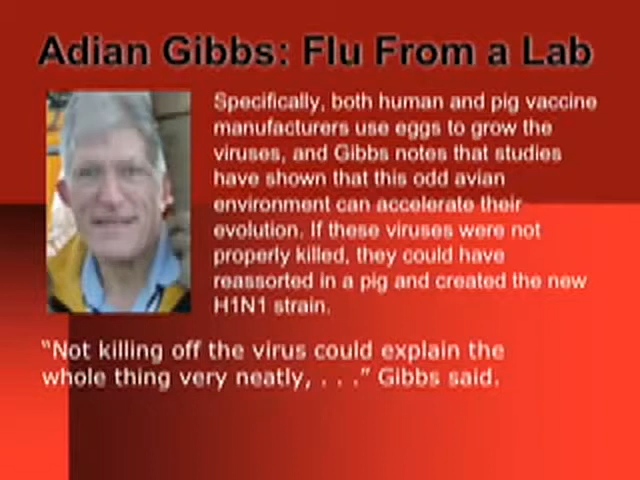 Adian Gibbs: Flu From a Lab
Specifically, both human and pig vaccine
manufacturers use eggs to grow the
viruses, and Gibbs notes that studies
have shown that this odd avian
environment can accelerate their
evolution. If these viruses were not
properly killed, they could have
reassorted in a pig and created the new
H1N1 strain.
“Not killing off the virus could explain the
whole thing very neatly, . . .” Gibbs said.